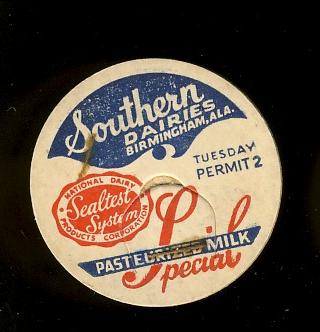 Southern
DAIRIES
BIRMINGHAM, ALA.
TUESDAY
PERMIT 2
NATIONAL DAIRY
Sealtest
System
PRODUCTS CORPORATION
Special
PASTEURIZED MILK